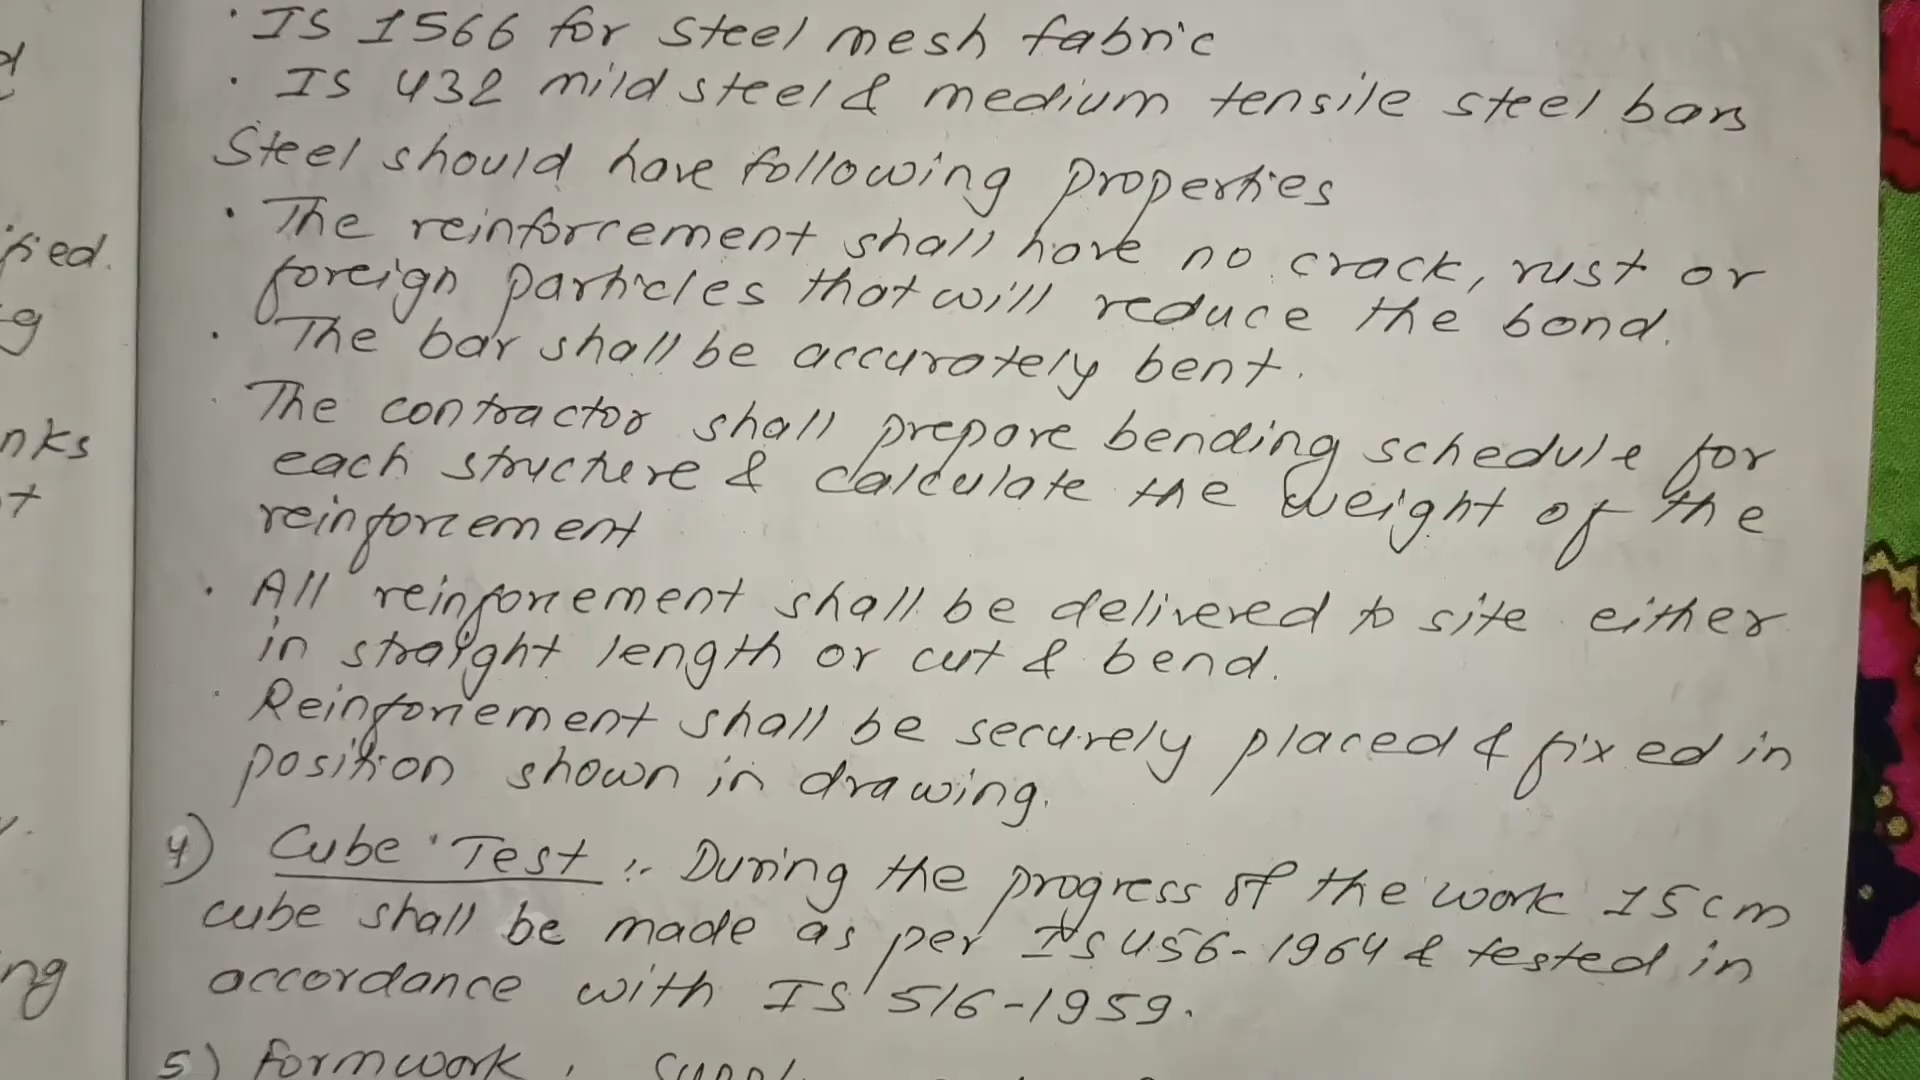 · IS 1566 for steel mesh fabric
· IS 432 mild steel & medium tensile steel bars
Steel should have following properties
· The reinforcement shall have no crack, rust or
foreign particles that will reduce the bond.
· The bar shall be accurately bent.
· The contractor shall prepare bending schedule for
each structure & calculate the weight of the
reinforcement
· All reinforcement shall be delivered to site either
in straight length or cut & bend.
· Reinforcement shall be securely placed & fixed in
position shown in drawing.
4) Cube Test :- During the progress of the work 15cm
cube shall be made as per IS 456-1964 & tested in
accordance with IS 516-1959.
5) Formwork